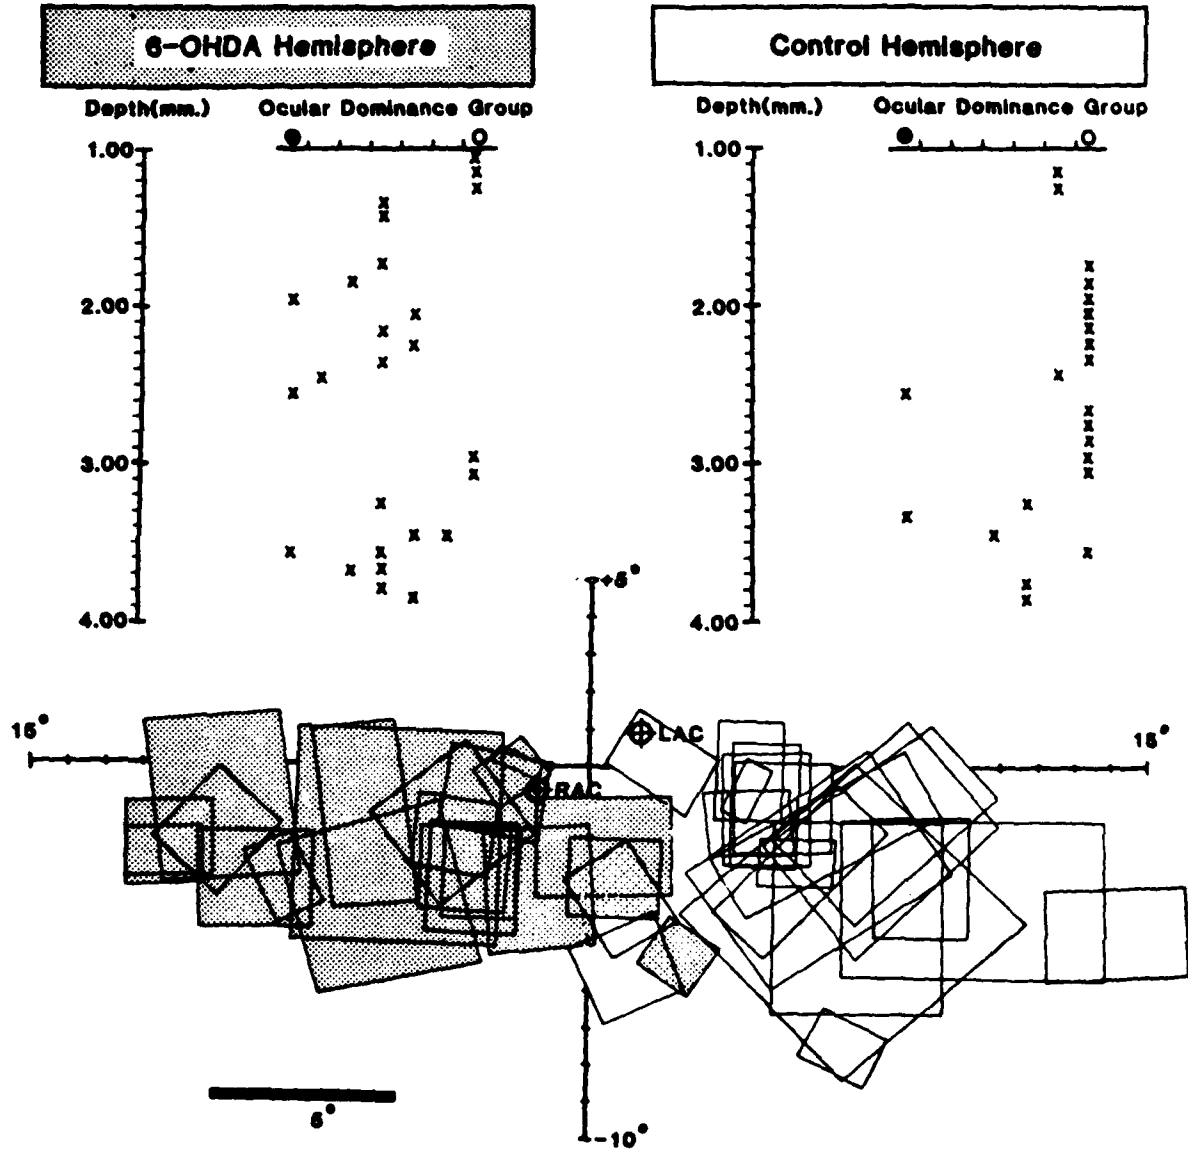 6-OHDA Hemisphere
Control Hemisphere
Depth(mm.) Ocular Dominance Group
Depth(mm.) Ocular Dominance Group
1.00
2.00
3.00
4.00
1.00
2.00
3.00
4.00
+5°
15°
LAC
15°
RAC
5°
-10°